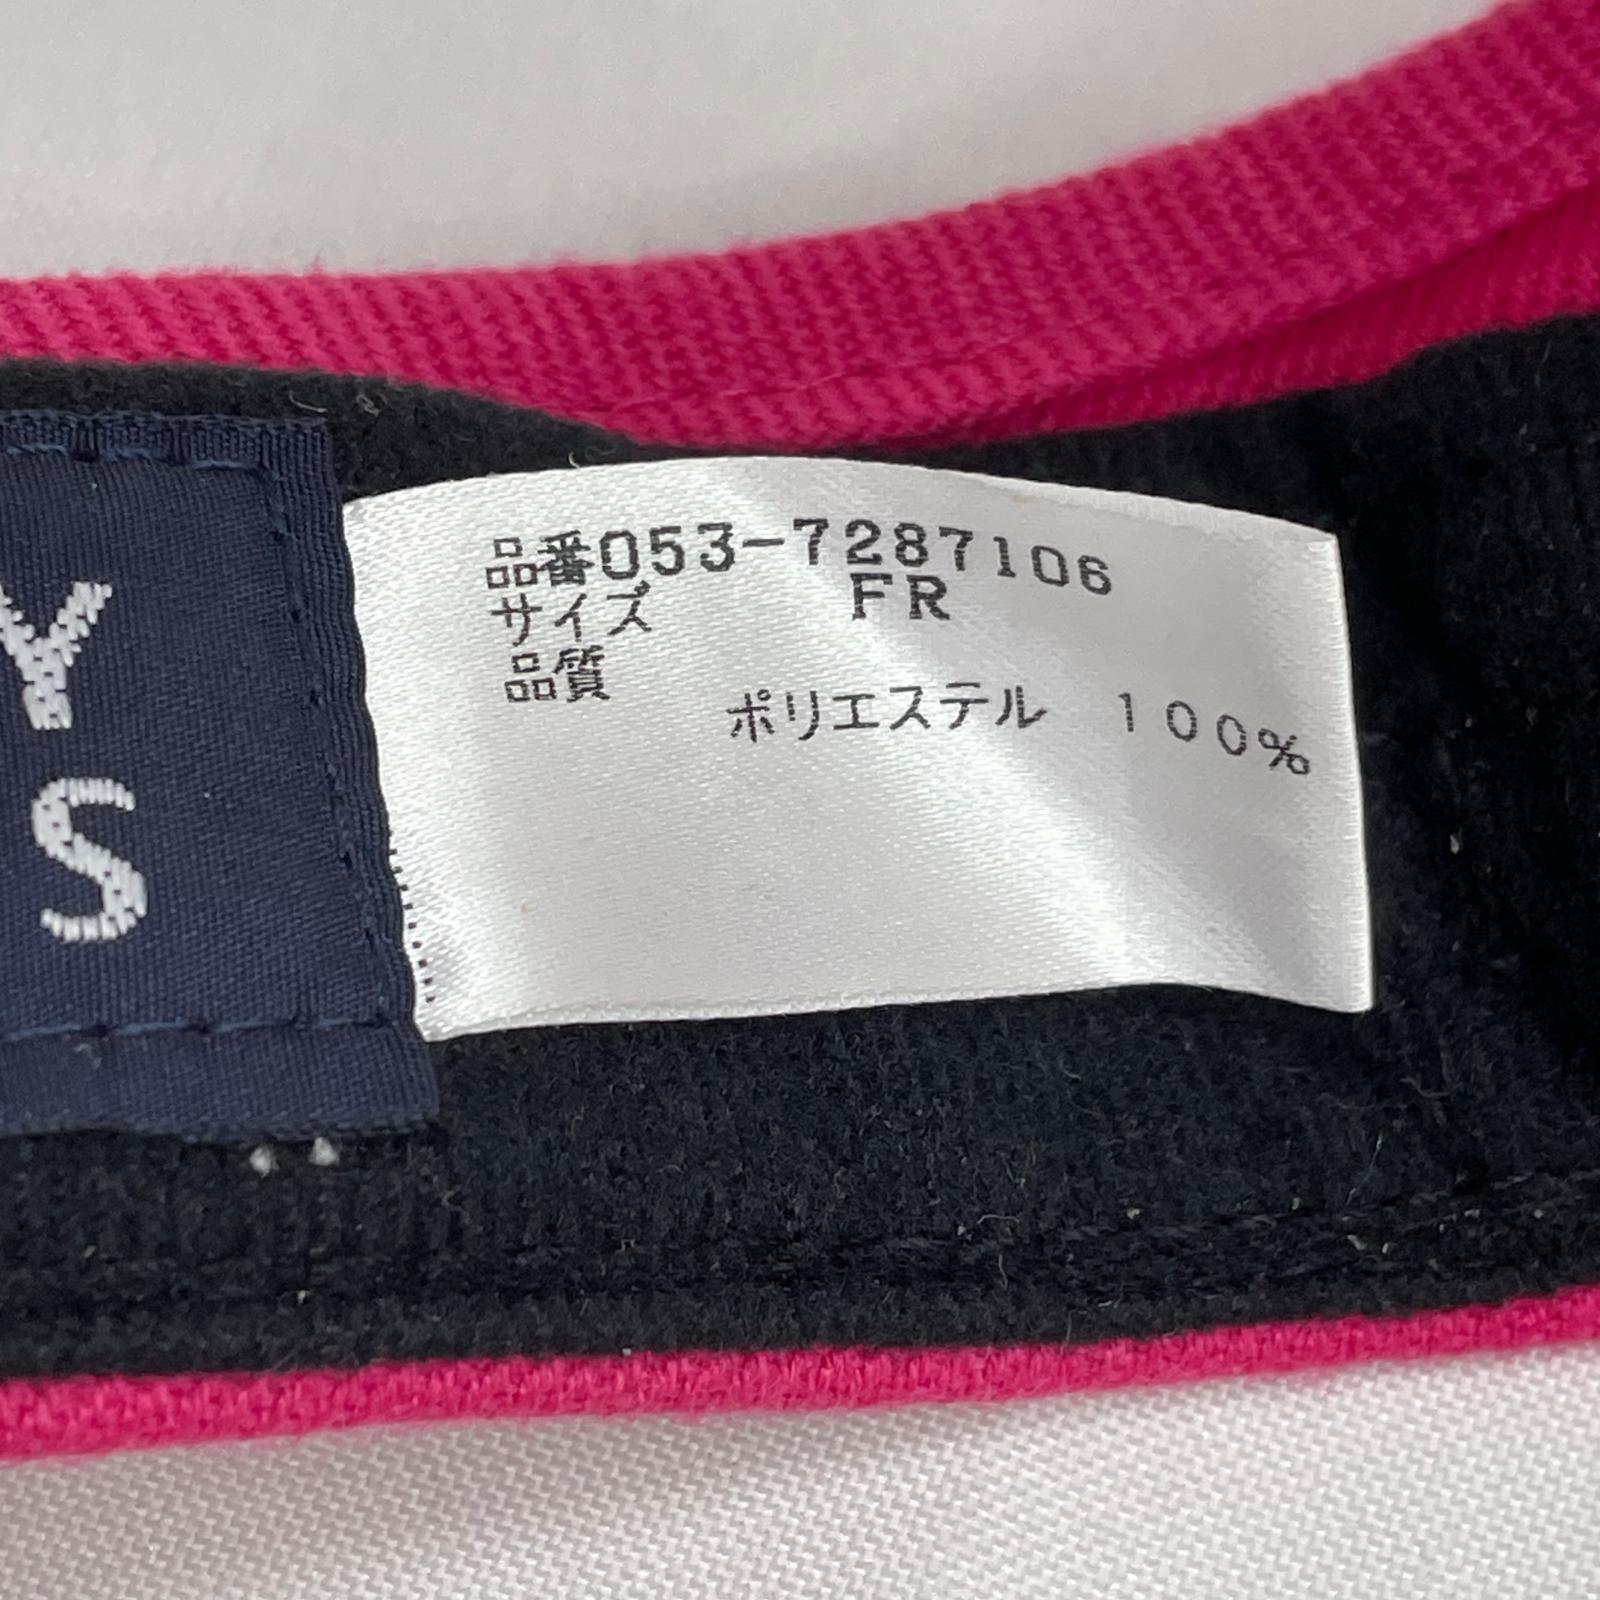 Y
S
品番053-7287106
サイズ FR
品質
ポリエステル 100%